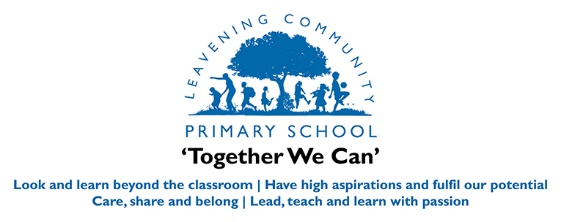 LEAVENING COMMUNITY
PRIMARY SCHOOL
‘Together We Can’
Look and learn beyond the classroom | Have high aspirations and fulfil our potential
Care, share and belong | Lead, teach and learn with passion